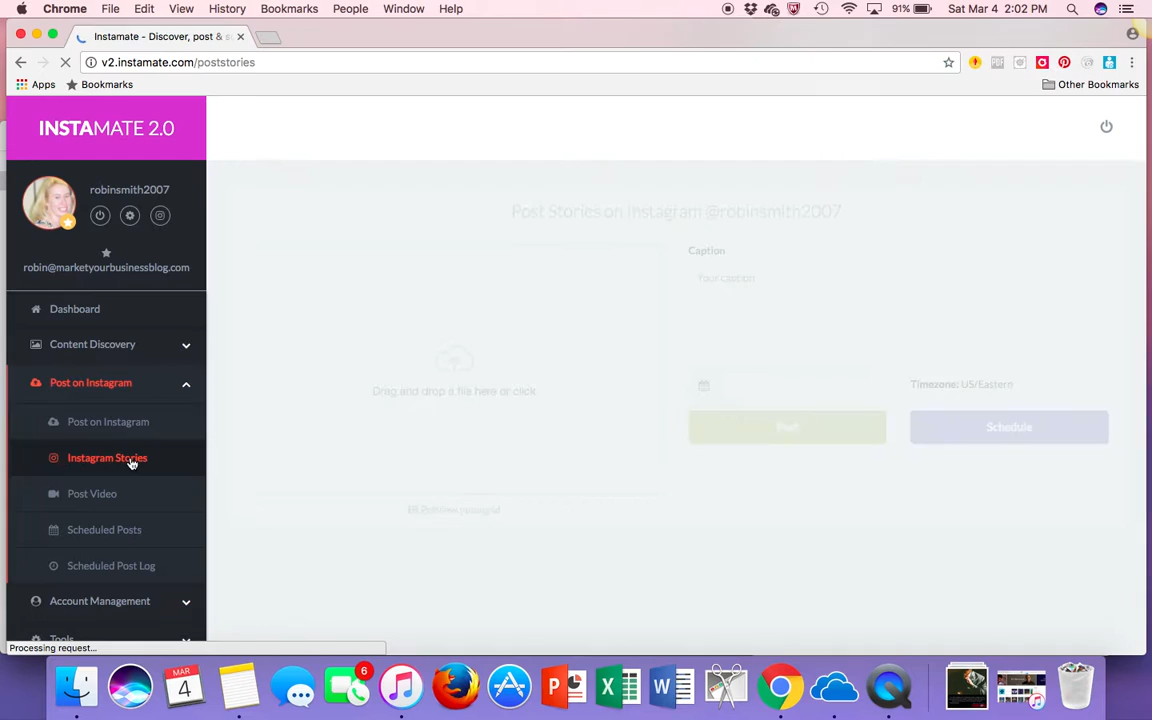 Chrome File Edit View History Bookmarks People Window Help 91% Sat Mar 4 2:02 PM
Instamate - Discover, post & s
v2.instamate.com/poststories
Apps Bookmarks Other Bookmarks
INSTAMATE 2.0
robinsmith2007
robin@marketyourbusinessblog.com
Dashboard
Content Discovery
Post on Instagram
Post on Instagram
Instagram Stories
Post Video
Scheduled Posts
Scheduled Post Log
Account Management
Tools
Post Stories on Instagram @robinsmith2007
Caption
Your caption
Drag and drop a file here or click
Timezone: US/Eastern
Post Schedule
Processing request...
MAR
4
6